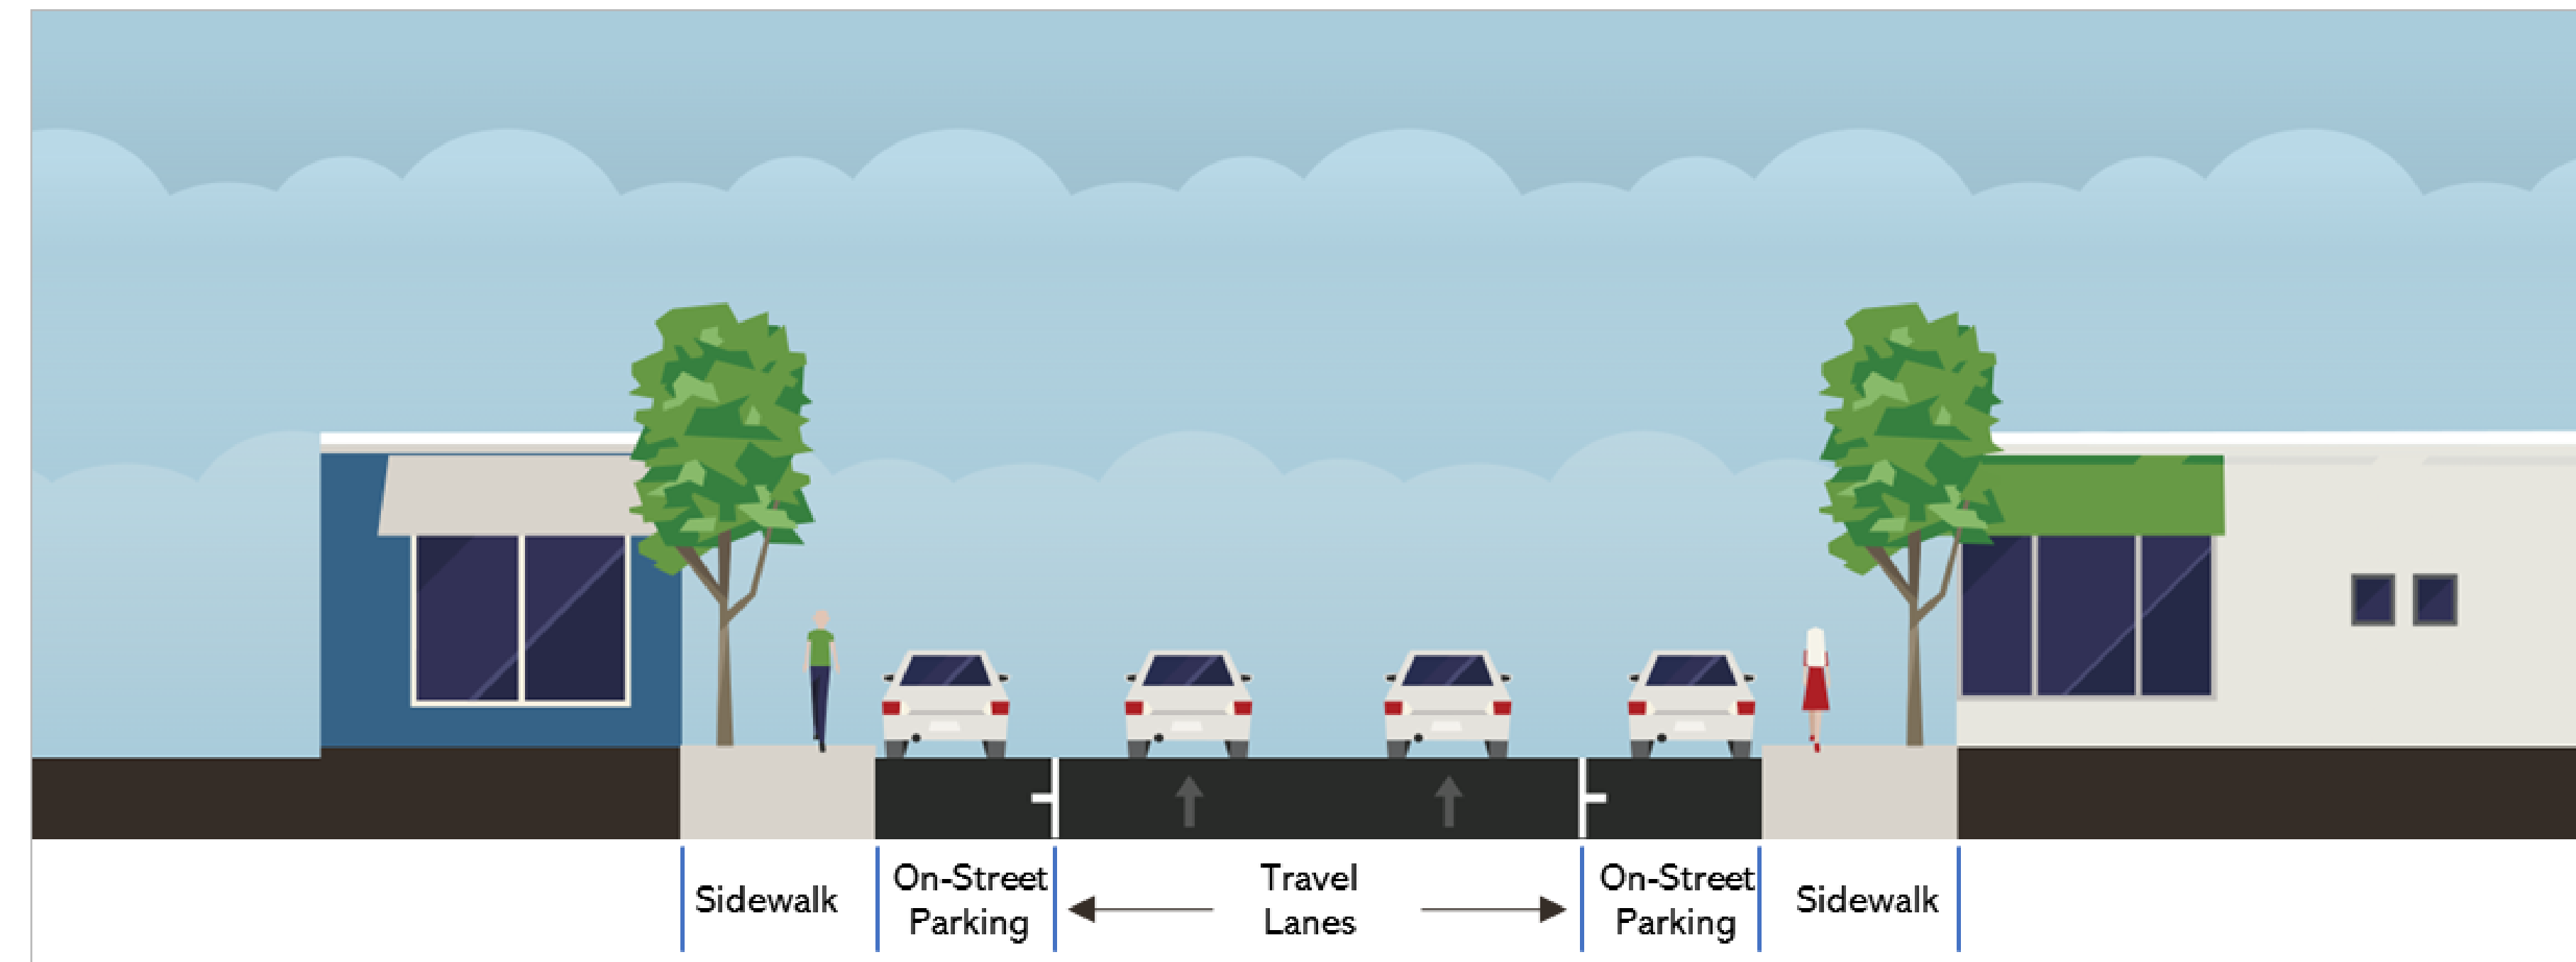 Sidewalk
On-Street
Parking
Travel
Lanes
On-Street
Parking
Sidewalk